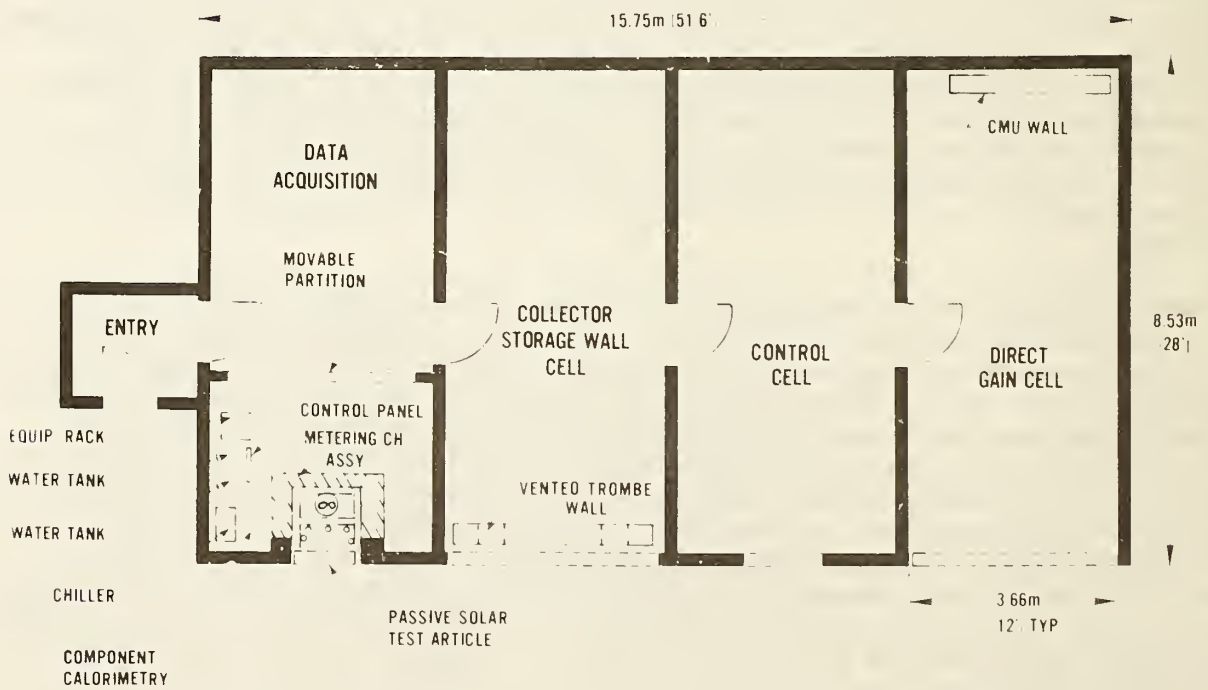 15.75m (51 6'.
CMU WALL
DATA
ACQUISITION
MOVABLE
PARTITION
ENTRY
COLLECTOR
STORAGE WALL
CELL
CONTROL
CELL
DIRECT
GAIN CELL
8.53m
28')
CONTROL PANEL
METERING CH
ASSY
EQUIP RACK
WATER TANK
VENTEO TROMBE
WALL
WATER TANK
CHILLER
PASSIVE SOLAR
TEST ARTICLE
3.66m
12'. TYP
COMPONENT
CALORIMETRY